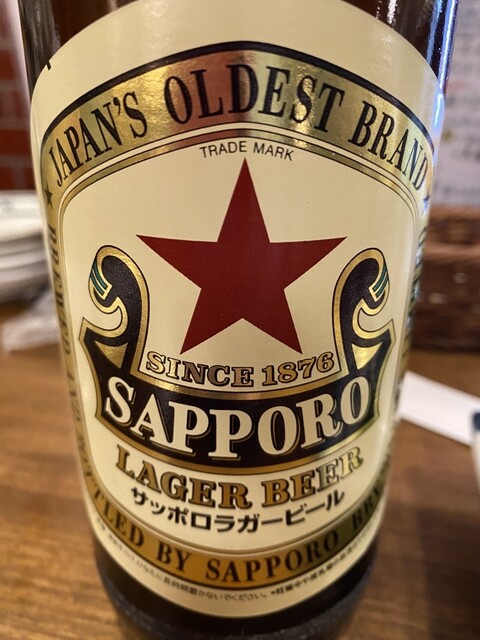 JAPAN'S OLDEST BRAND
TRADE MARK
SINCE 1876
SAPPORO
LAGER BEER
サッポロラガービール
BY SAPPORO